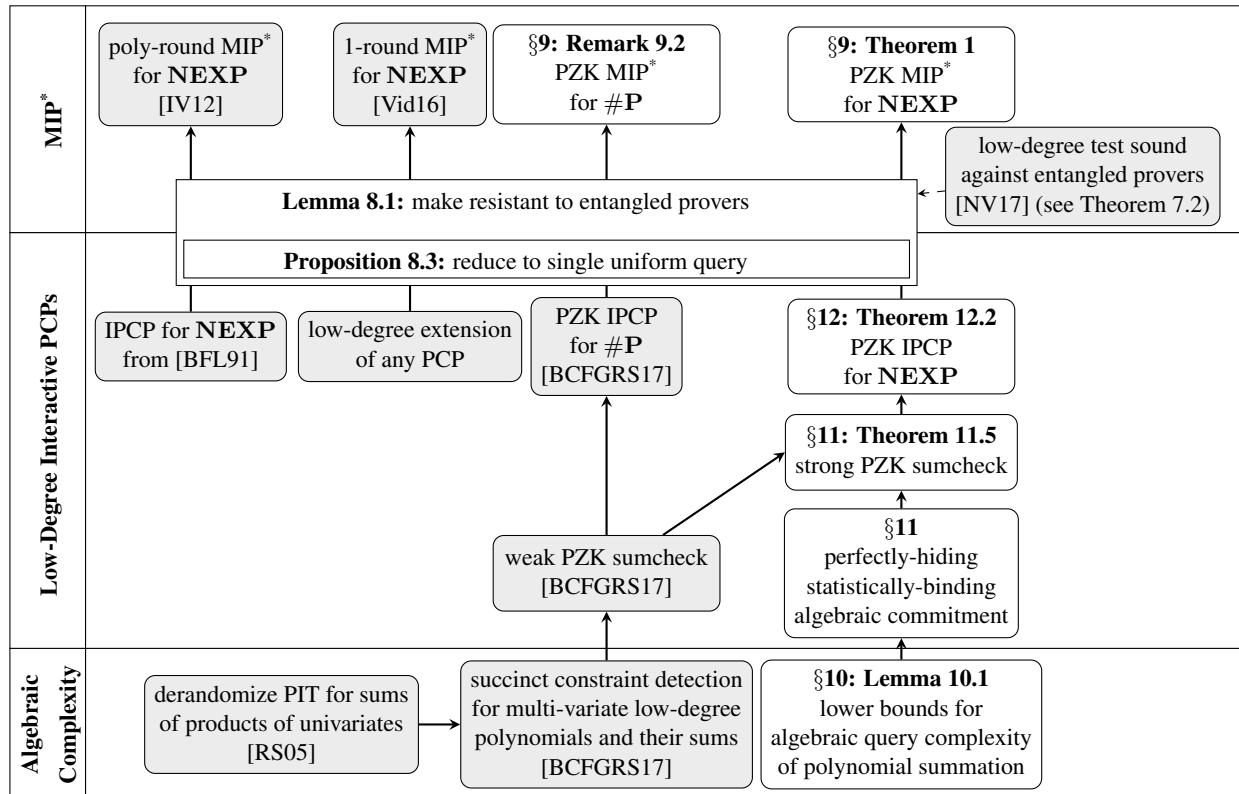 MIP*
poly-round MIP*
for NEXP
[IV12]
1-round MIP*
for NEXP
[Vid16]
§9: Remark 9.2
PZK MIP*
for #P
§9: Theorem 1
PZK MIP*
for NEXP
low-degree test sound
against entangled provers
[NV17] (see Theorem 7.2)
Lemma 8.1: make resistant to entangled provers
Proposition 8.3: reduce to single uniform query
Low-Degree Interactive PCPs
IPCP for NEXP
from [BFL91]
low-degree extension
of any PCP
PZK IPCP
for #P
[BCFGRS17]
§12: Theorem 12.2
PZK IPCP
for NEXP
§11: Theorem 11.5
strong PZK sumcheck
weak PZK sumcheck
[BCFGRS17]
§11
perfectly-hiding
statistically-binding
algebraic commitment
Algebraic
Complexity
derandomize PIT for sums
of products of univariates
[RS05]
succinct constraint detection
for multi-variate low-degree
polynomials and their sums
[BCFGRS17]
§10: Lemma 10.1
lower bounds for
algebraic query complexity
of polynomial summation